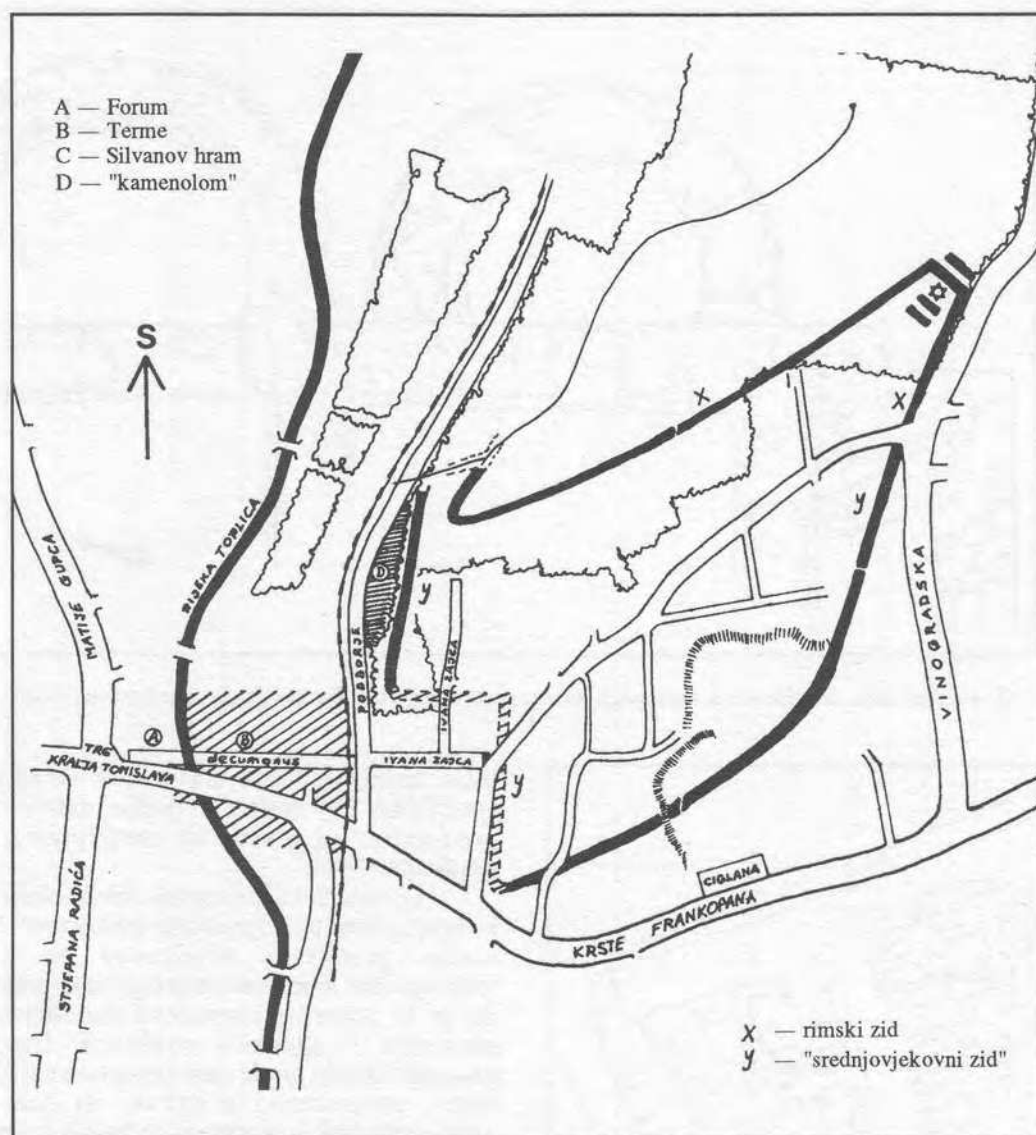 A — Forum
B — Terme
C — Silvanov hram
D — "kamenolom"
S
x
x
RIJEKA TOPLICA
MATIJE GUPCA
y
D
y
PODBORJE
IVANA ZAJCA
VINOGRADSKA
A
B
TRG
KRALJA TOMISLAVA
decumanus
IVANA ZAJCA
y
STJEPANA RADIĆA
CIGLANA
KRSTE FRANKOPANA
x — rimski zid
y — "srednjovjekovni zid"